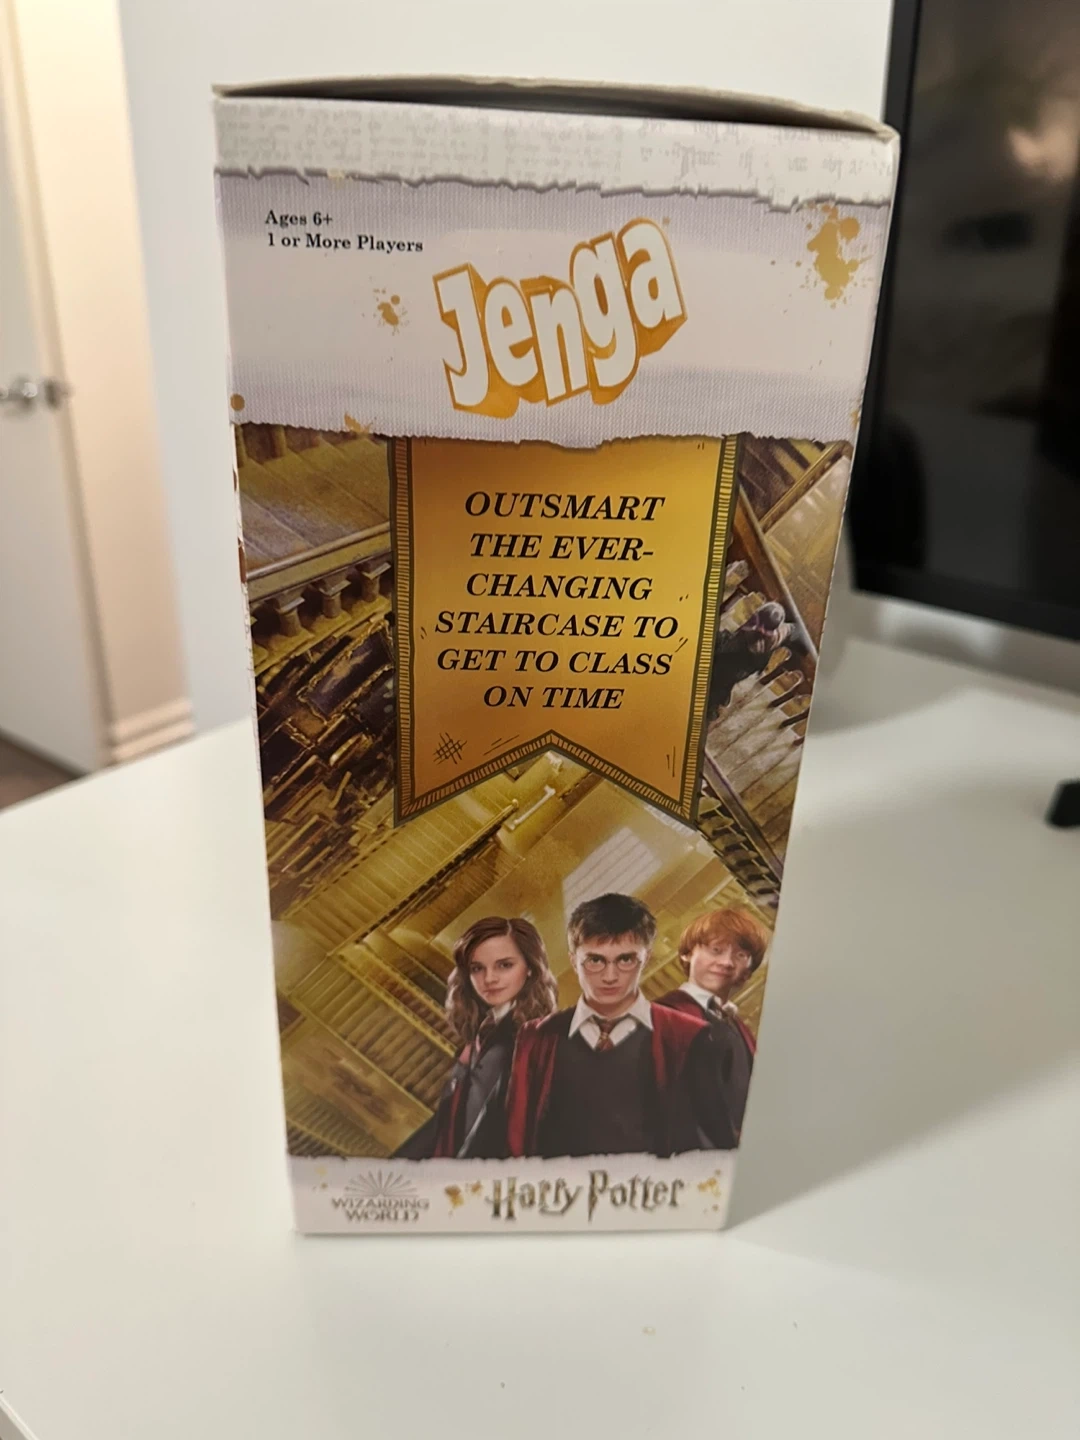 Ages 6+
1 or More Players
Jenga
OUTSMART
THE EVER-
CHANGING
STAIRCASE TO
GET TO CLASS
ON TIME
WIZARDING
WORLD
Harry Potter